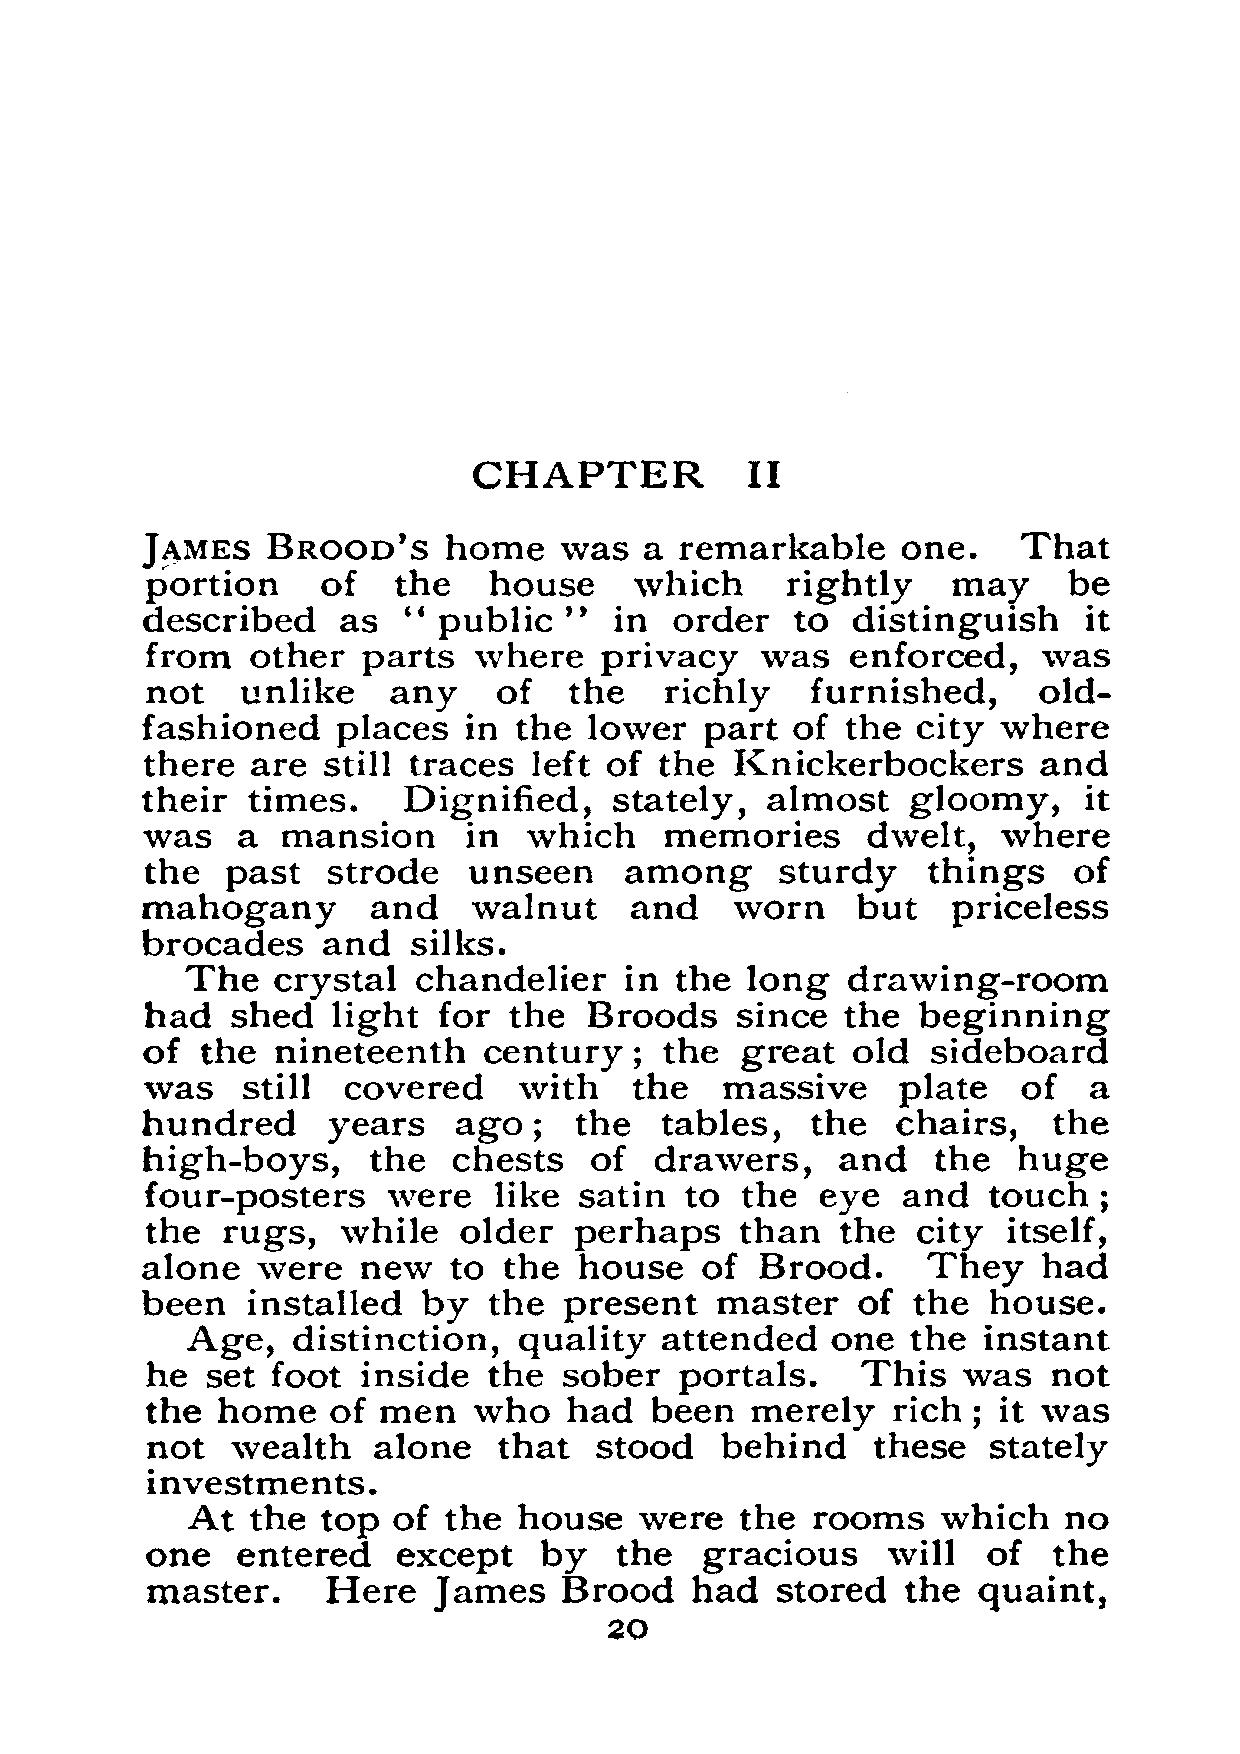 CHAPTER II
JAMES BROOD'S home was a remarkable one. That
portion of the house which rightly may be
described as " public " in order to distinguish it
from other parts where privacy was enforced, was
not unlike any of the richly furnished, old-
fashioned places in the lower part of the city where
there are still traces left of the Knickerbockers and
their times. Dignified, stately, almost gloomy, it
was a mansion in which memories dwelt, where
the past strode unseen among sturdy things of
mahogany and walnut and worn but priceless
brocades and silks.
The crystal chandelier in the long drawing-room
had shed light for the Broods since the beginning
of the nineteenth century ; the great old sideboard
was still covered with the massive plate of a
hundred years ago ; the tables, the chairs, the
high-boys, the chests of drawers, and the huge
four-posters were like satin to the eye and touch ;
the rugs, while older perhaps than the city itself,
alone were new to the house of Brood. They had
been installed by the present master of the house.
Age, distinction, quality attended one the instant
he set foot inside the sober portals. This was not
the home of men who had been merely rich ; it was
not wealth alone that stood behind these stately
investments.
At the top of the house were the rooms which no
one entered except by the gracious will of the
master. Here James Brood had stored the quaint,
20